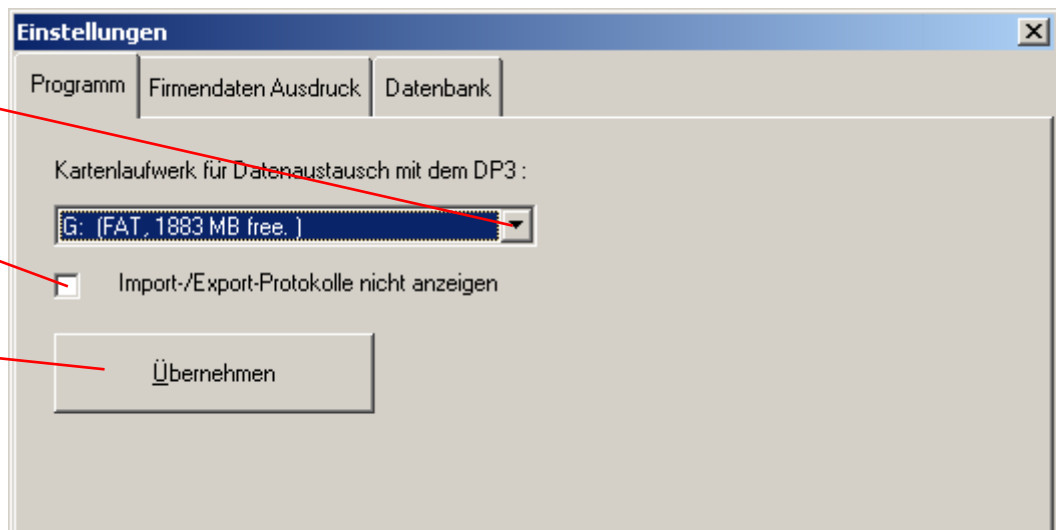 Einstellungen
Programm Firmendaten Ausdruck Datenbank
Kartenlaufwerk für Datenaustausch mit dem DP3 :
G: (FAT, 1883 MB free. )
Import-/Export-Protokolle nicht anzeigen
Übernehmen